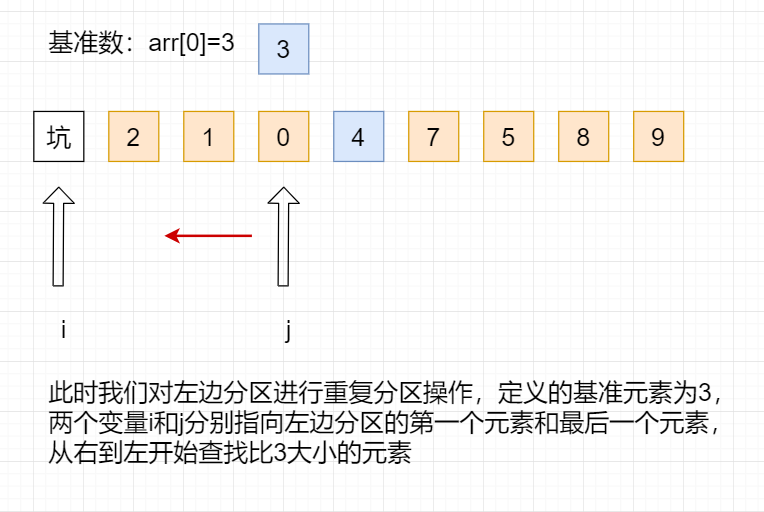 基准数：arr[0]=3 3
坑 2 1 0 4 7 5 8 9
i j
此时我们对左边分区进行重复分区操作，定义的基准元素为3，
两个变量i和j分别指向左边分区的第一个元素和最后一个元素，
从右到左开始查找比3大小的元素